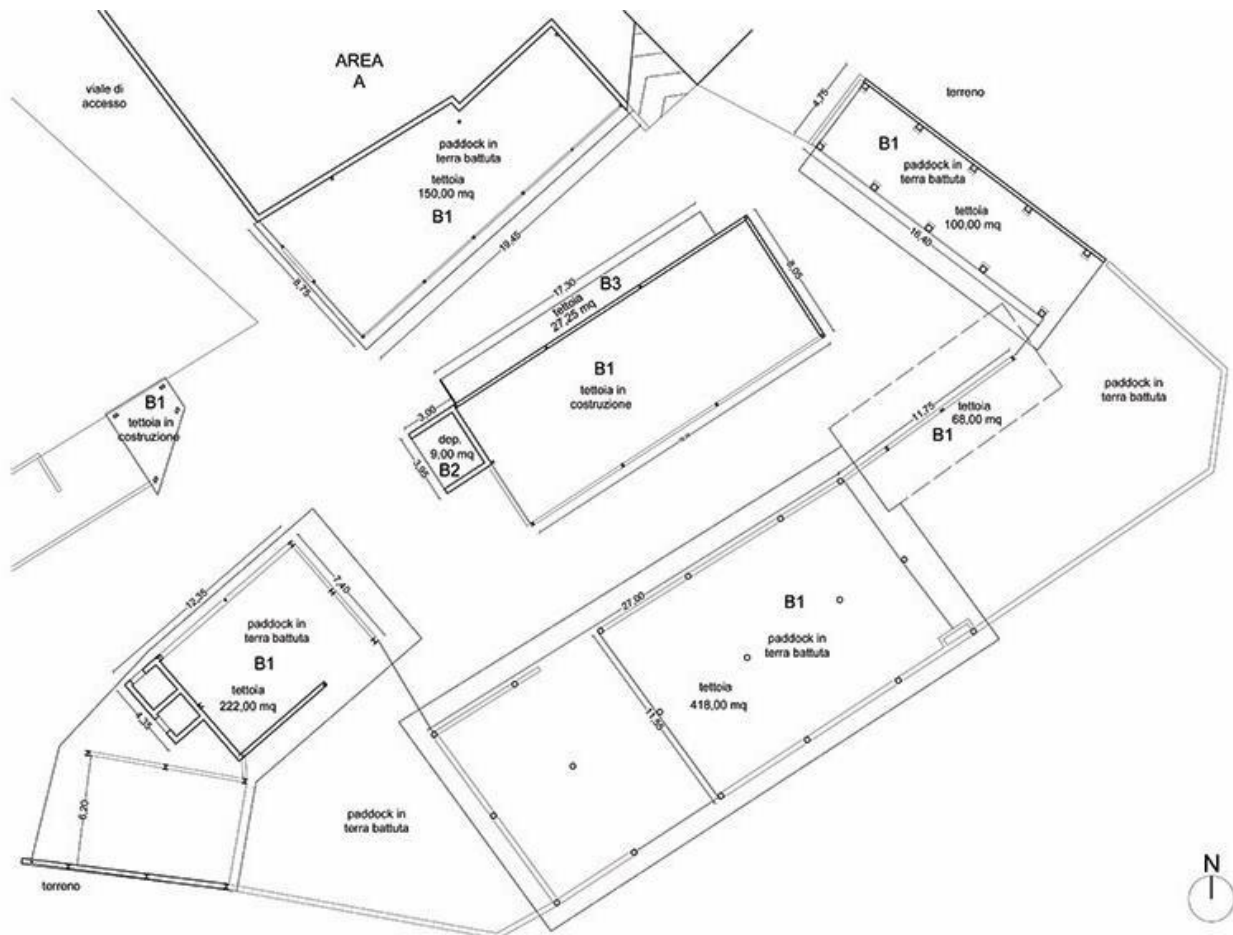 AREA
A
viale di
accesso
terreno
4,75
B1
paddock in
terra battuta
tettoia
100,00 mq
16,40
paddock in
terra battuta
tettoia
150,00 mq
B1
8,75
19,45
17,30
B3
tettoia
27,25 mq
8,05
B1
tettoia in
costruzione
B1
tettoia in
costruzione
3,00
dep.
9,00 mq
B2
3,95
11,75
tettoia
68,00 mq
B1
paddock in
terra battuta
12,35
7,40
paddock in
terra battuta
B1
tettoia
222,00 mq
4,35
27,00
B1
paddock in
terra battuta
tettoia
418,00 mq
11,55
6,20
paddock in
terra battuta
terreno
N